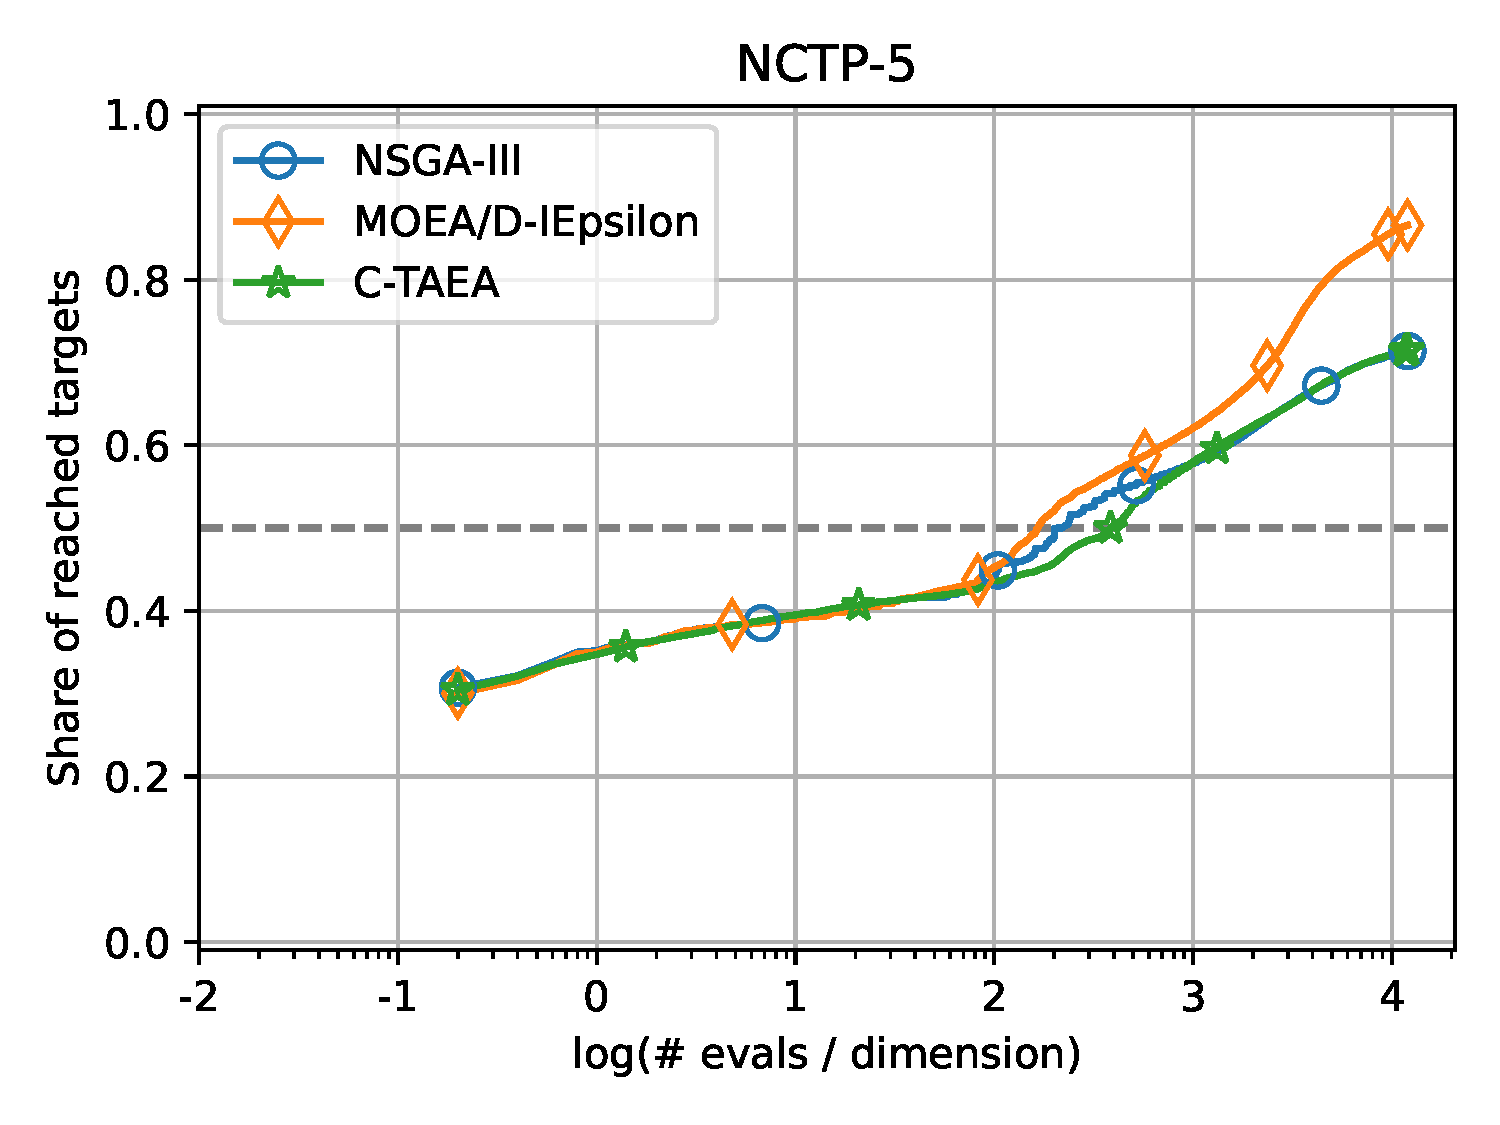 NCTP-5
1.0
0.8
0.6
0.4
0.2
0.0
Share of reached targets
NSGA-III
MOEA/D-IEpsilon
C-TAEA
-2 -1 0 1 2 3 4
log(# evals / dimension)